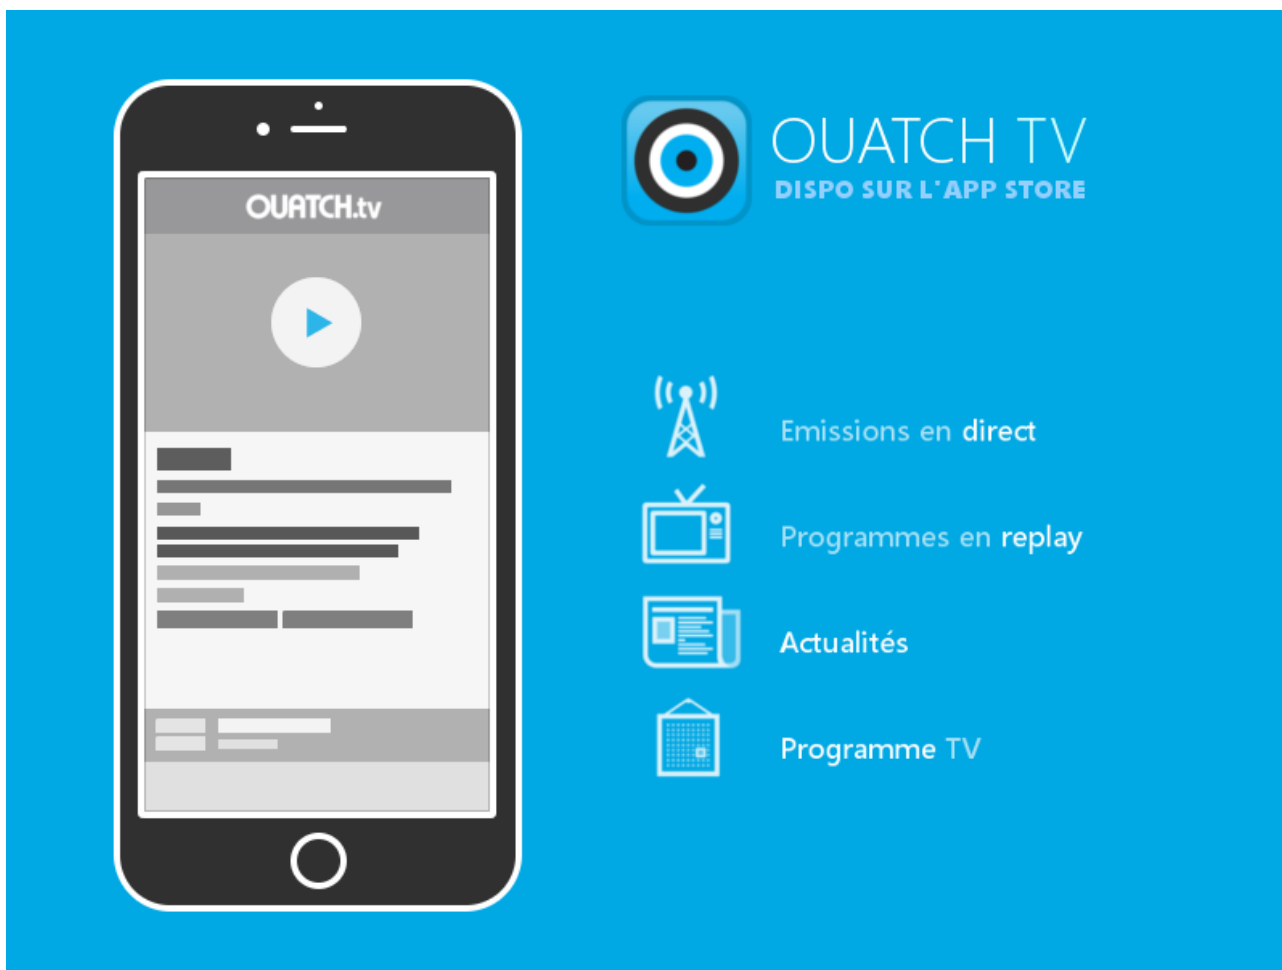 OUATCH.tv
OUATCH TV
DISPO SUR L'APP STORE
Emissions en direct
Programmes en replay
Actualités
Programme TV